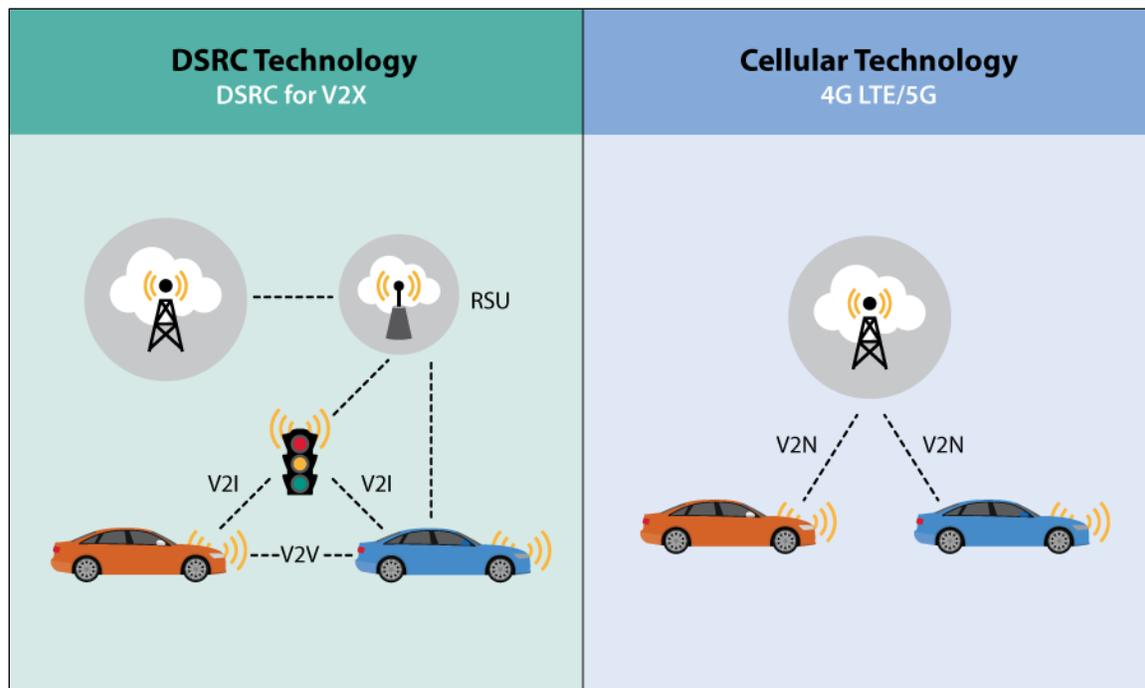 DSRC Technology
DSRC for V2X
Cellular Technology
4G LTE/5G
RSU
V2I
V2I
V2V
V2N
V2N